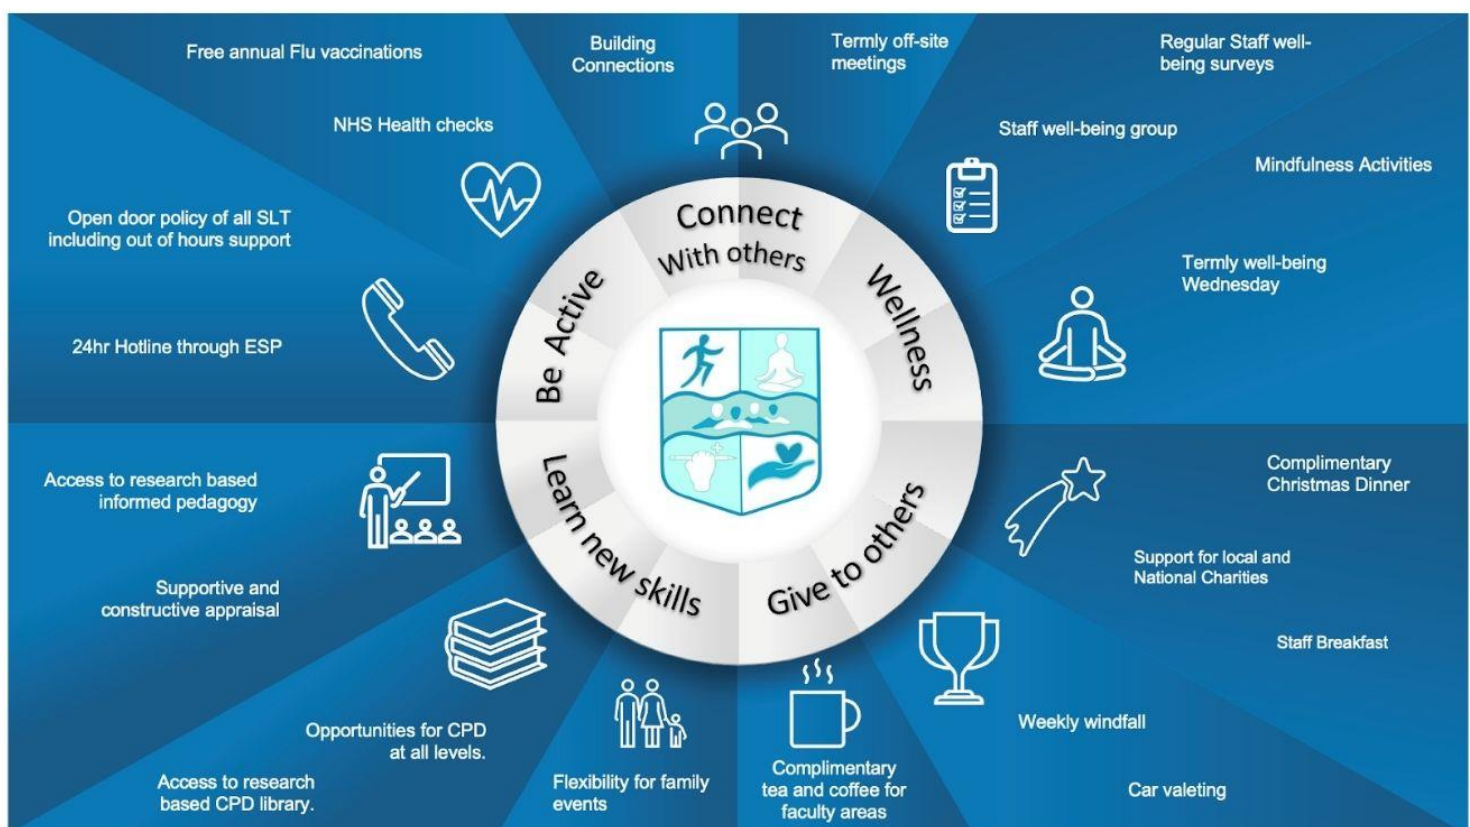 Free annual Flu vaccinations
Building
Connections
Termly off-site
meetings
Regular Staff well-
being surveys
NHS Health checks
Staff well-being group
Mindfulness Activities
Open door policy of all SLT
including out of hours support
Termly well-being
Wednesday
24hr Hotline through ESP
Connect
With others
Be Active
Wellness
Learn new skills
Give to others
Access to research based
informed pedagogy
Complimentary
Christmas Dinner
Supportive and
constructive appraisal
Support for local and
National Charities
Staff Breakfast
Opportunities for CPD
at all levels.
Weekly windfall
Access to research
based CPD library.
Flexibility for family
events
Complimentary
tea and coffee for
faculty areas
Car valeting